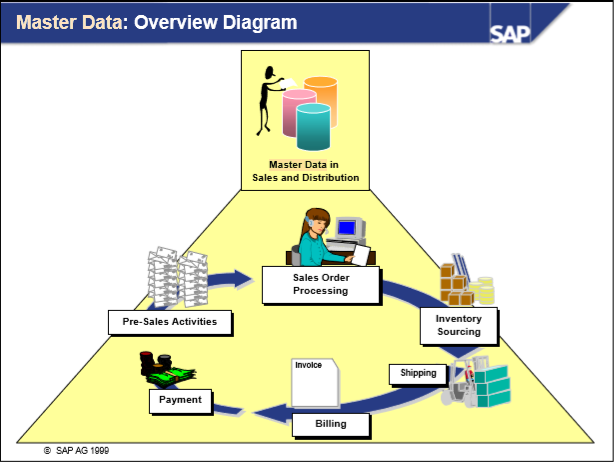 Master Data: Overview Diagram
SAP
Master Data in
Sales and Distribution
Sales Order
Processing
Pre-Sales Activities
Inventory
Sourcing
Shipping
Invoice
Payment
Billing
© SAP AG 1999